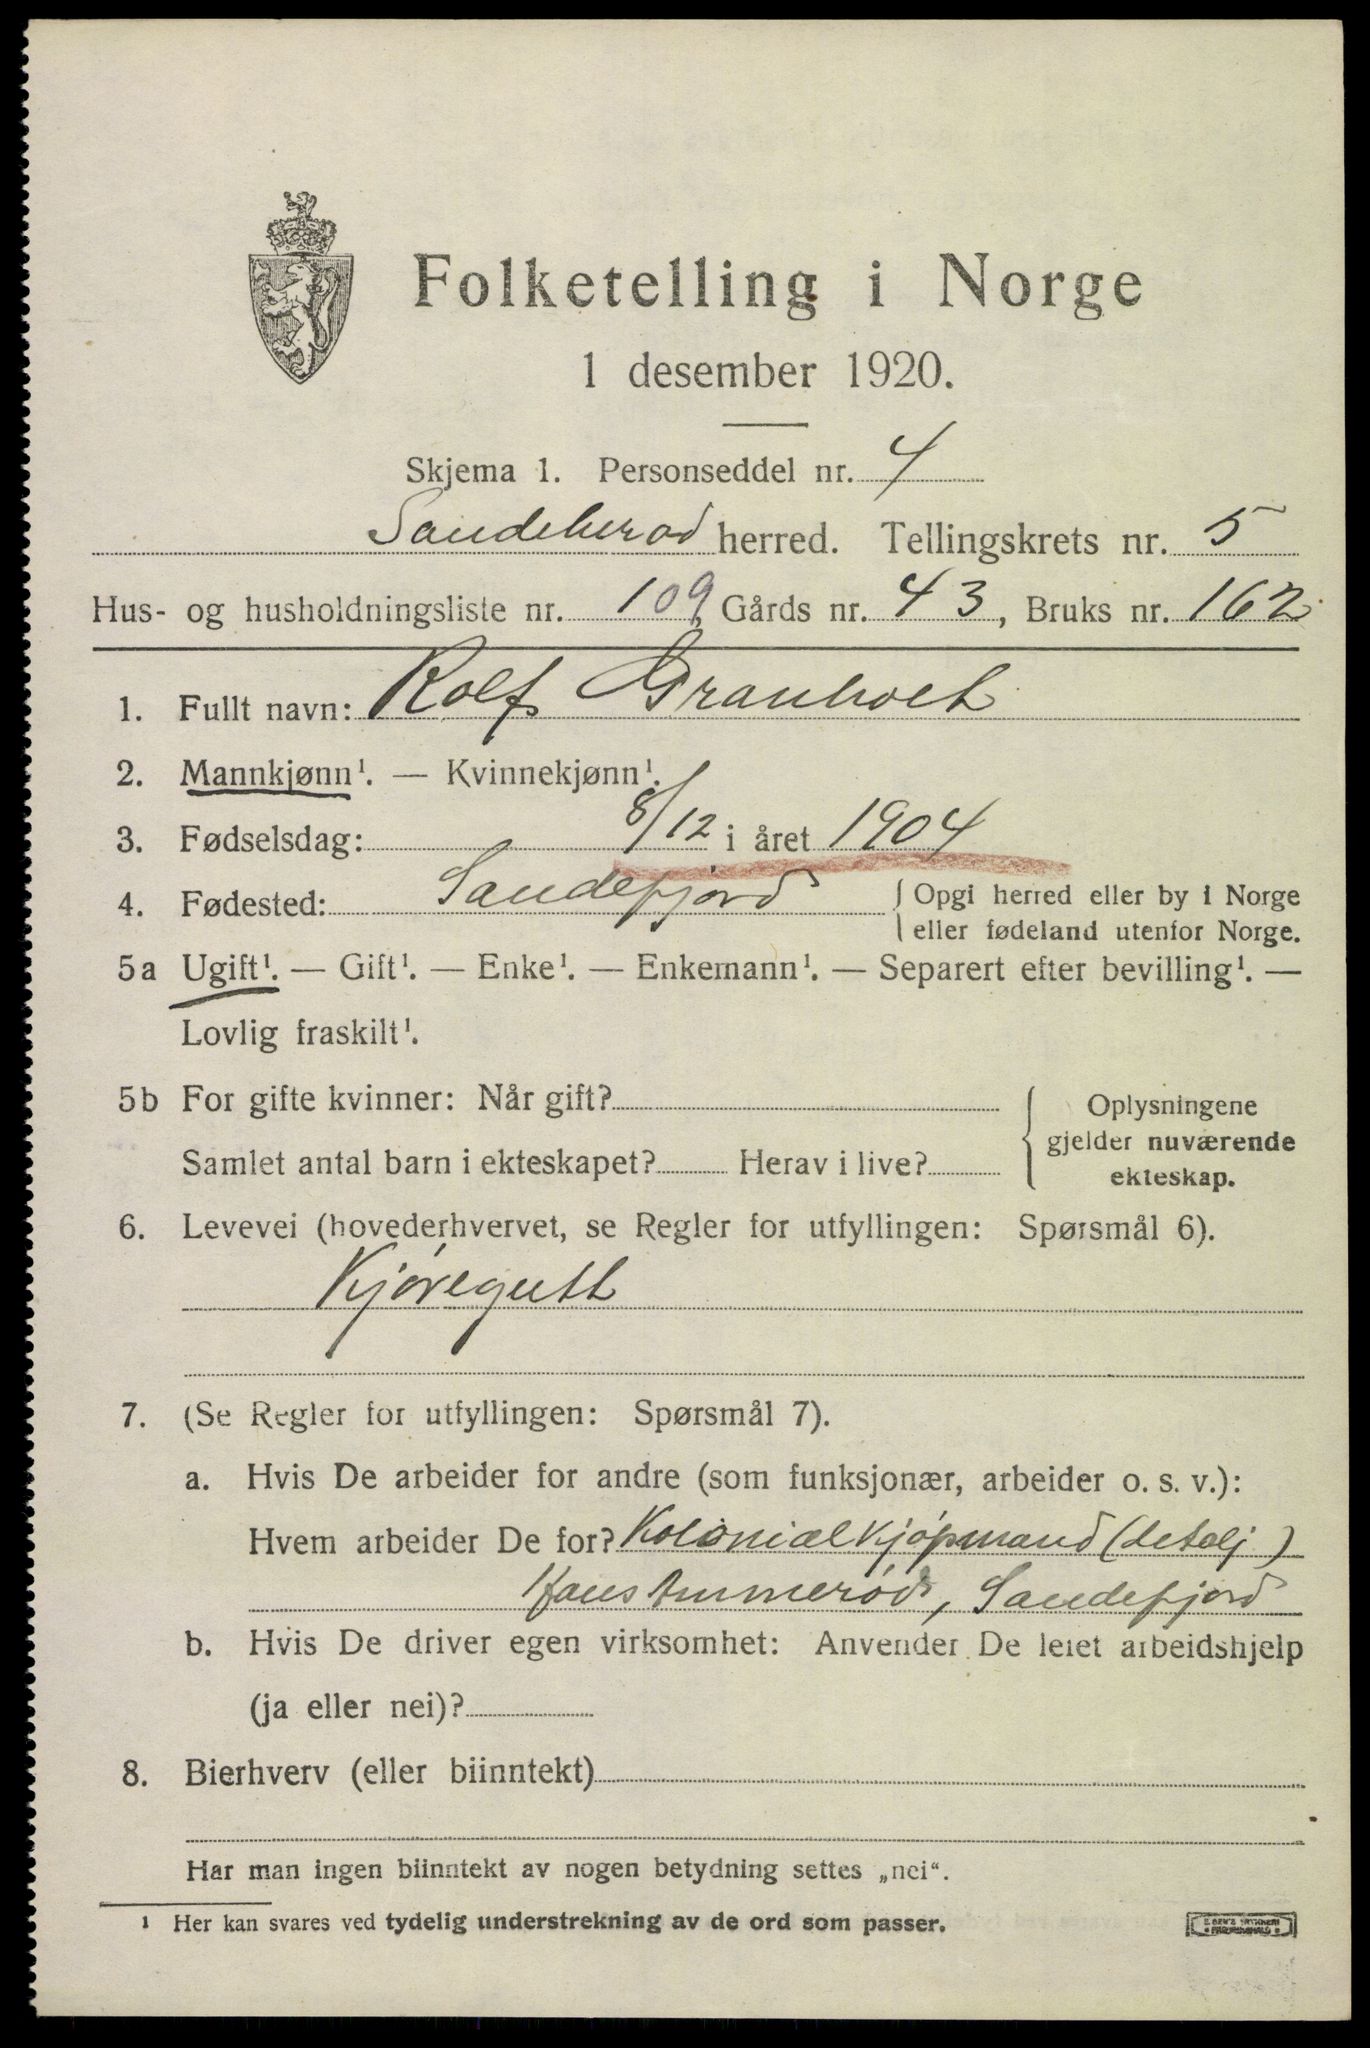 Folketelling i Norge
1 desember 1920.
Skjema 1. Personseddel nr. 4
Sandeherad herred. Tellingskrets nr. 5
Hus- og husholdningsliste nr. 109, Gårds nr. 43, Bruks nr. 162
1. Fullt navn: Rolf Granholt
2. Mannkjønn¹. — Kvinnekjønn¹.
3. Fødselsdag: 8/12 i året 1904
4. Fødested: Sandefjord { Opgi herred eller by i Norge
eller fødeland utenfor Norge.
5a Ugift¹. — Gift¹. — Enke¹. — Enkemann¹. — Separert efter bevilling¹. —
Lovlig fraskilt¹.
5b For gifte kvinner: Når gift?
Samlet antal barn i ekteskapet? Herav i live?
Oplysningene
gjelder nuværende
ekteskap.
6. Levevei (hovederhvervet, se Regler for utfyllingen: Spørsmål 6).
Kjøregutt
7. (Se Regler for utfyllingen: Spørsmål 7).
a. Hvis De arbeider for andre (som funksjonær, arbeider o. s. v.):
Hvem arbeider De for? Kolonialkjøpmand (detalj)
Hans, Sandefjord
b. Hvis De driver egen virksomhet: Anvender De leiet arbeidshjelp
(ja eller nei)?
8. Bierhverv (eller biinntekt)
Har man ingen biinntekt av nogen betydning settes „nei“.
¹ Her kan svares ved tydelig understrekning av de ord som passer.